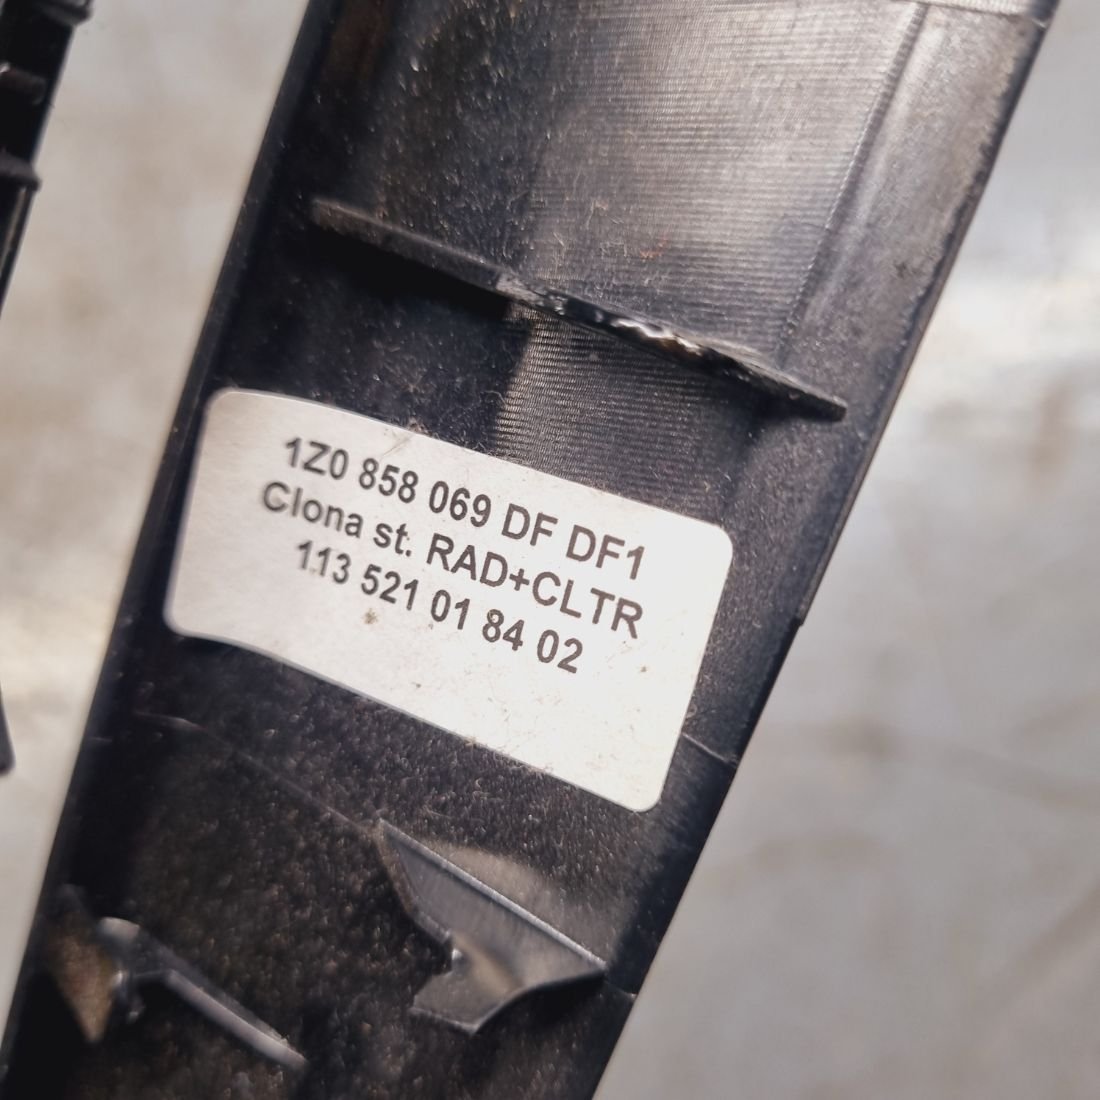 1Z0 858 069 DF DF1
Clona st. RAD+CLTR
113 521 01 84 02